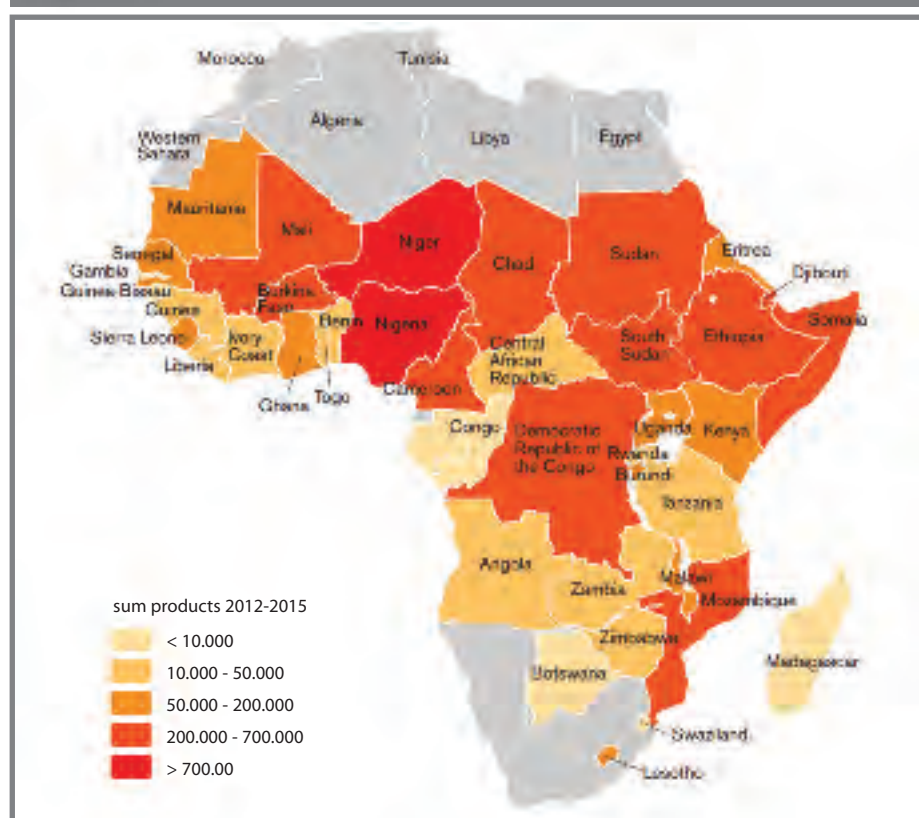 Morocco
Tunisia
Algeria
Libya
Egypt
Western
Sahara
Mauritania
Mali
Niger
Chad
Sudan
Eritrea
Djibouti
Senegal
Gambia
Guinea Bissau
Guinea
Sierra Leone
Liberia
Ivory
Coast
Burkina
Faso
Ghana
Togo
Benin
Nigeria
Cameroon
Central
African
Republic
South
Sudan
Ethiopia
Somalia
Congo
Democratic
Republic of
the Congo
Uganda
Kenya
Rwanda
Burundi
Tanzania
Angola
Zambia
Malawi
Mozambique
Zimbabwe
Botswana
Madagascar
Swaziland
Lesotho
sum products 2012-2015
< 10.000
10.000 - 50.000
50.000 - 200.000
200.000 - 700.000
> 700.00